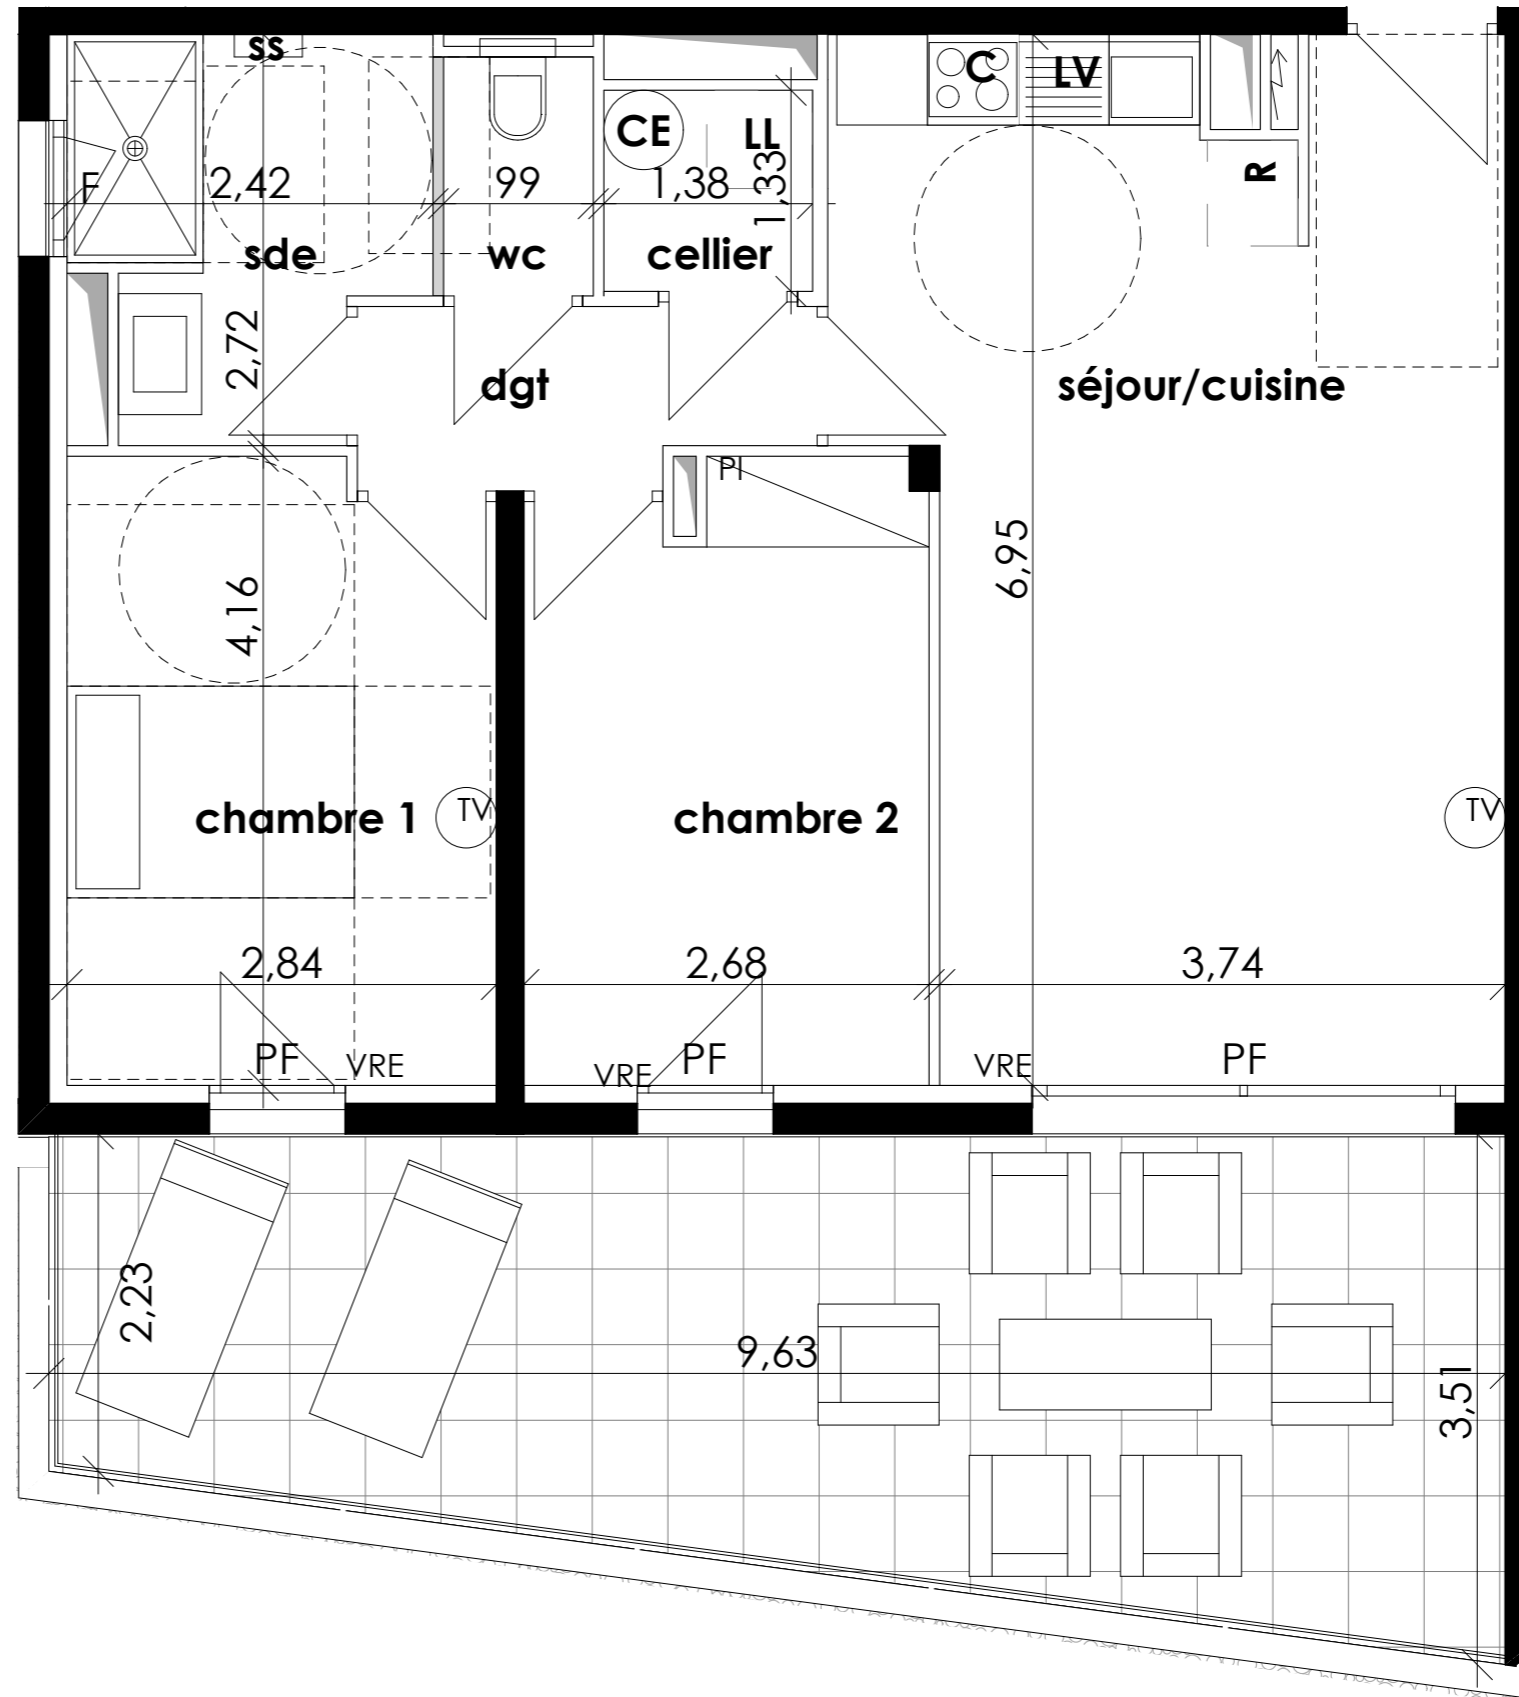 ss
C
LV
CE
LL
R
F
2,42
99
1,38
1,33
sde
wc
cellier
2,72
dgt
séjour/cuisine
Pl
6,95
4,16
chambre 1
TV
chambre 2
TV
2,84
2,68
3,74
PF
VRE
VRE
PF
VRE
PF
2,23
9,63
3,51